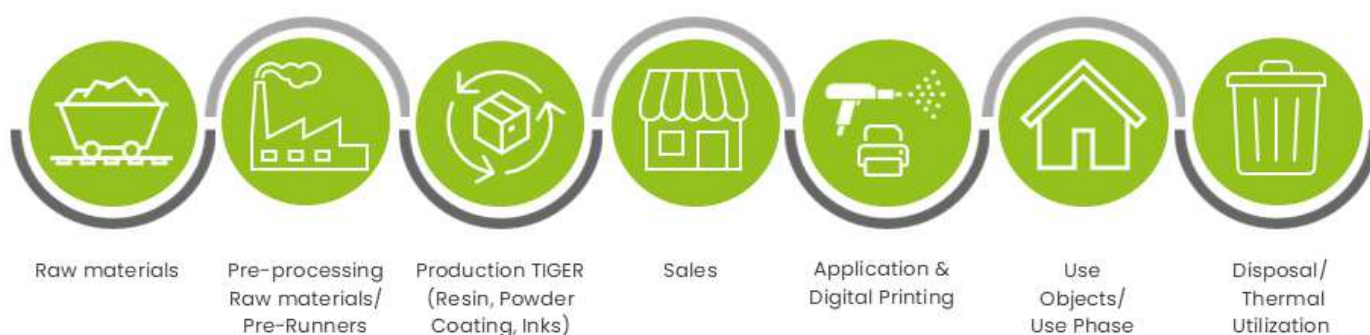 Raw materials
Pre-processing
Raw materials/
Pre-Runners
Production TIGER
(Resin, Powder
Coating, Inks)
Sales
Application &
Digital Printing
Use
Objects/
Use Phase
Disposal/
Thermal
Utilization